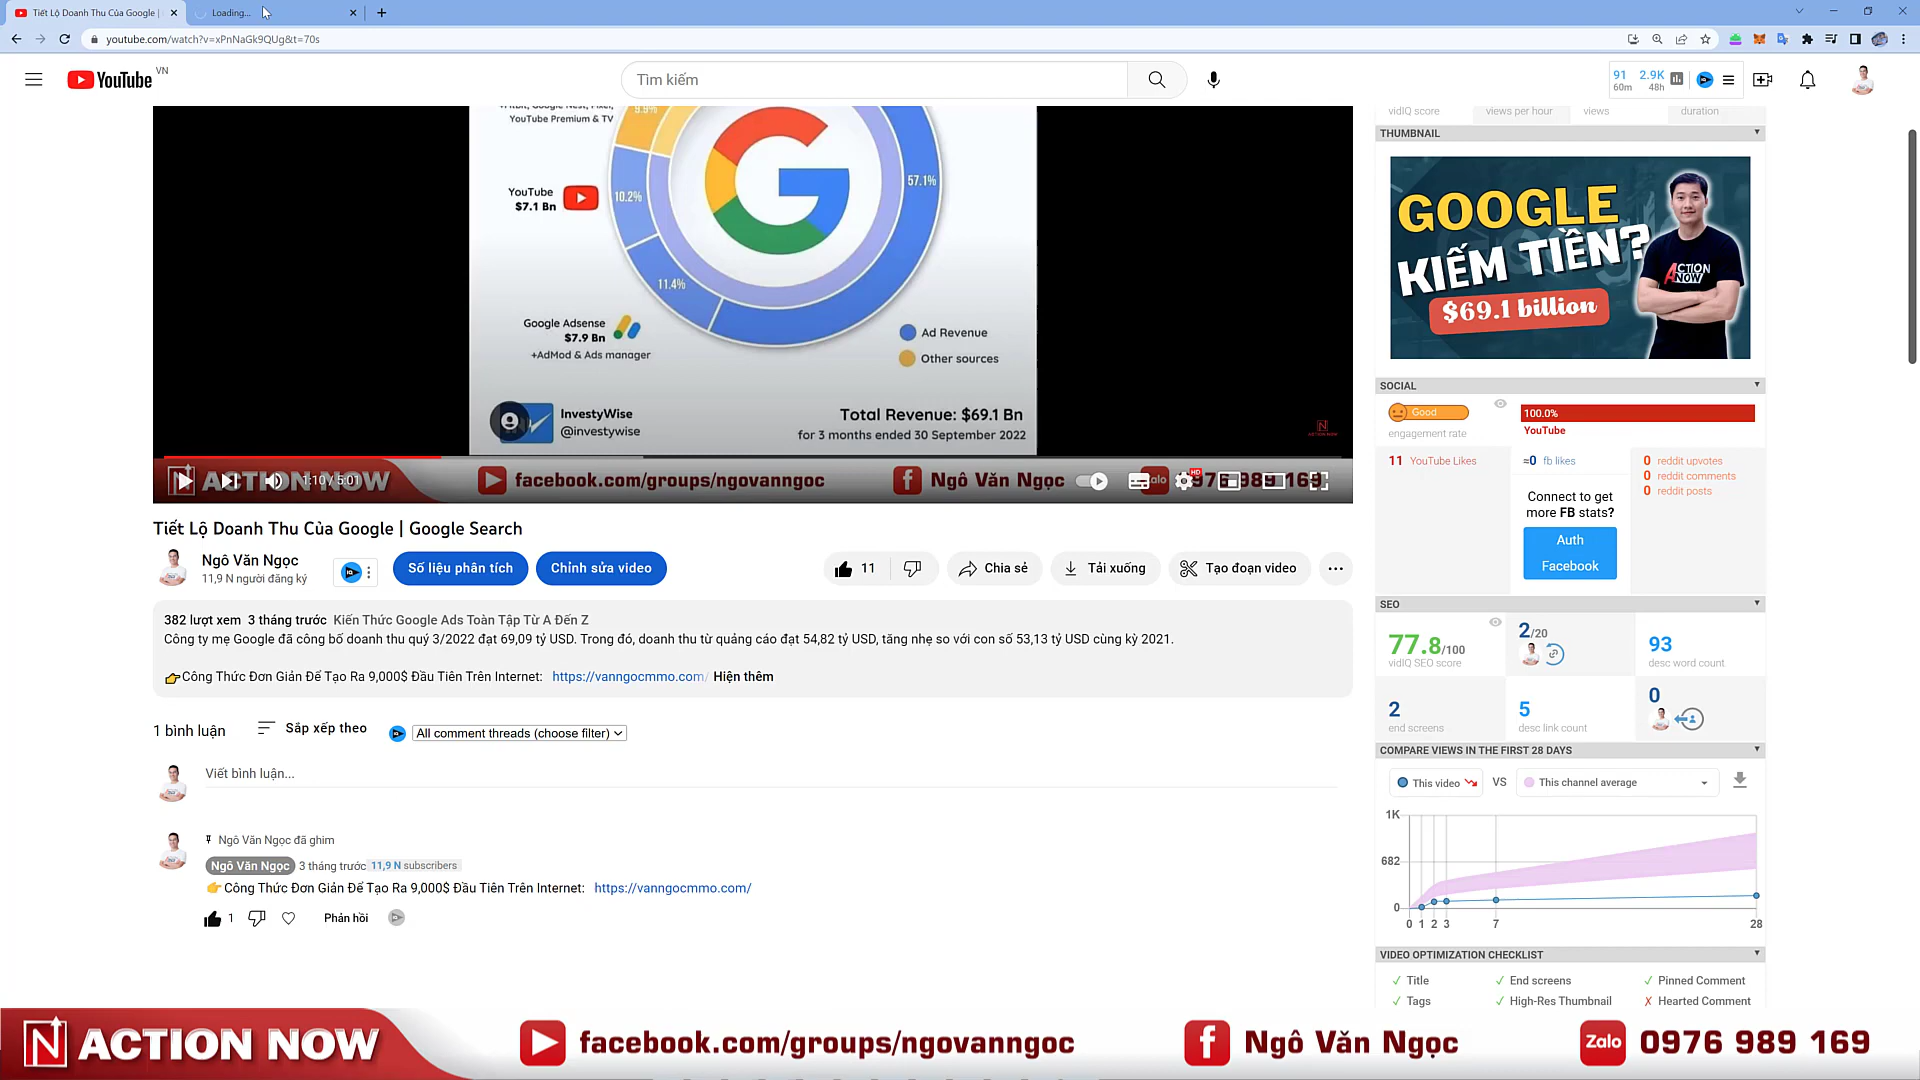 Tiết Lộ Doanh Thu Của Google |
Loading...
youtube.com/watch?v=xPnNaGk9QUg&t=70s
YouTube VN
Tìm kiếm
91 2.9K
60m 48h
YouTube Premium & TV
9.9%
57.1%
YouTube
$7.1 Bn
10.2%
11.4%
Google Adsense
$7.9 Bn
+AdMod & Ads manager
Ad Revenue
Other sources
InvestyWise
@investywise
Total Revenue: $69.1 Bn
for 3 months ended 30 September 2022
ACTION NOW
facebook.com/groups/ngovanngoc
Ngô Văn Ngọc
Zalo 0976 989 169
1:10 / 5:01
HD
Tiết Lộ Doanh Thu Của Google | Google Search
Ngô Văn Ngọc
11,9 N người đăng ký
Số liệu phân tích
Chỉnh sửa video
11
Chia sẻ
Tải xuống
Tạo đoạn video
382 lượt xem 3 tháng trước Kiến Thức Google Ads Toàn Tập Từ A Đến Z
Công ty mẹ Google đã công bố doanh thu quý 3/2022 đạt 69,09 tỷ USD. Trong đó, doanh thu từ quảng cáo đạt 54,82 tỷ USD, tăng nhẹ so với con số 53,13 tỷ USD cùng kỳ 2021.
👉Công Thức Đơn Giản Để Tạo Ra 9,000$ Đầu Tiên Trên Internet: https://vanngocmmo.com/ Hiện thêm
1 bình luận
Sắp xếp theo
All comment threads (choose filter)
Viết bình luận...
Ngô Văn Ngọc đã ghim
Ngô Văn Ngọc 3 tháng trước 11,9 N subscribers
👉Công Thức Đơn Giản Để Tạo Ra 9,000$ Đầu Tiên Trên Internet: https://vanngocmmo.com/
1
Phản hồi
vidIQ score
views per hour
views
duration
THUMBNAIL
GOOGLE
KIẾM TIỀN?
$69.1 billion
ACTION
NOW
SOCIAL
Good
engagement rate
100.0%
YouTube
11 YouTube Likes
≈0 fb likes
0 reddit upvotes
0 reddit comments
0 reddit posts
Connect to get
more FB stats?
Auth
Facebook
SEO
77.8/100
vidIQ SEO score
2/20
93
desc word count
2
end screens
5
desc link count
0
COMPARE VIEWS IN THE FIRST 28 DAYS
This video
VS
This channel average
1K
682
0
0 1 2 3 7 28
VIDEO OPTIMIZATION CHECKLIST
✓ Title
✓ End screens
✓ Pinned Comment
✓ Tags
✓ High-Res Thumbnail
✗ Hearted Comment
N ACTION NOW
facebook.com/groups/ngovanngoc
Ngô Văn Ngọc
Zalo 0976 989 169